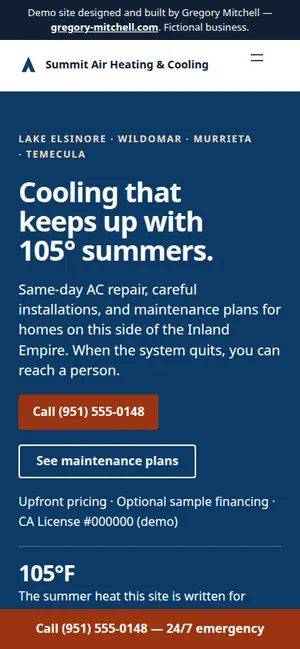 Demo site designed and built by Gregory Mitchell —
gregory-mitchell.com. Fictional business.
Summit Air Heating & Cooling
LAKE ELSINORE · WILDOMAR · MURRIETA
· TEMECULA
Cooling that
keeps up with
105° summers.
Same-day AC repair, careful
installations, and maintenance plans for
homes on this side of the Inland
Empire. When the system quits, you can
reach a person.
Call (951) 555-0148
See maintenance plans
Upfront pricing · Optional sample financing ·
CA License #000000 (demo)
105°F
The summer heat this site is written for
Call (951) 555-0148 — 24/7 emergency